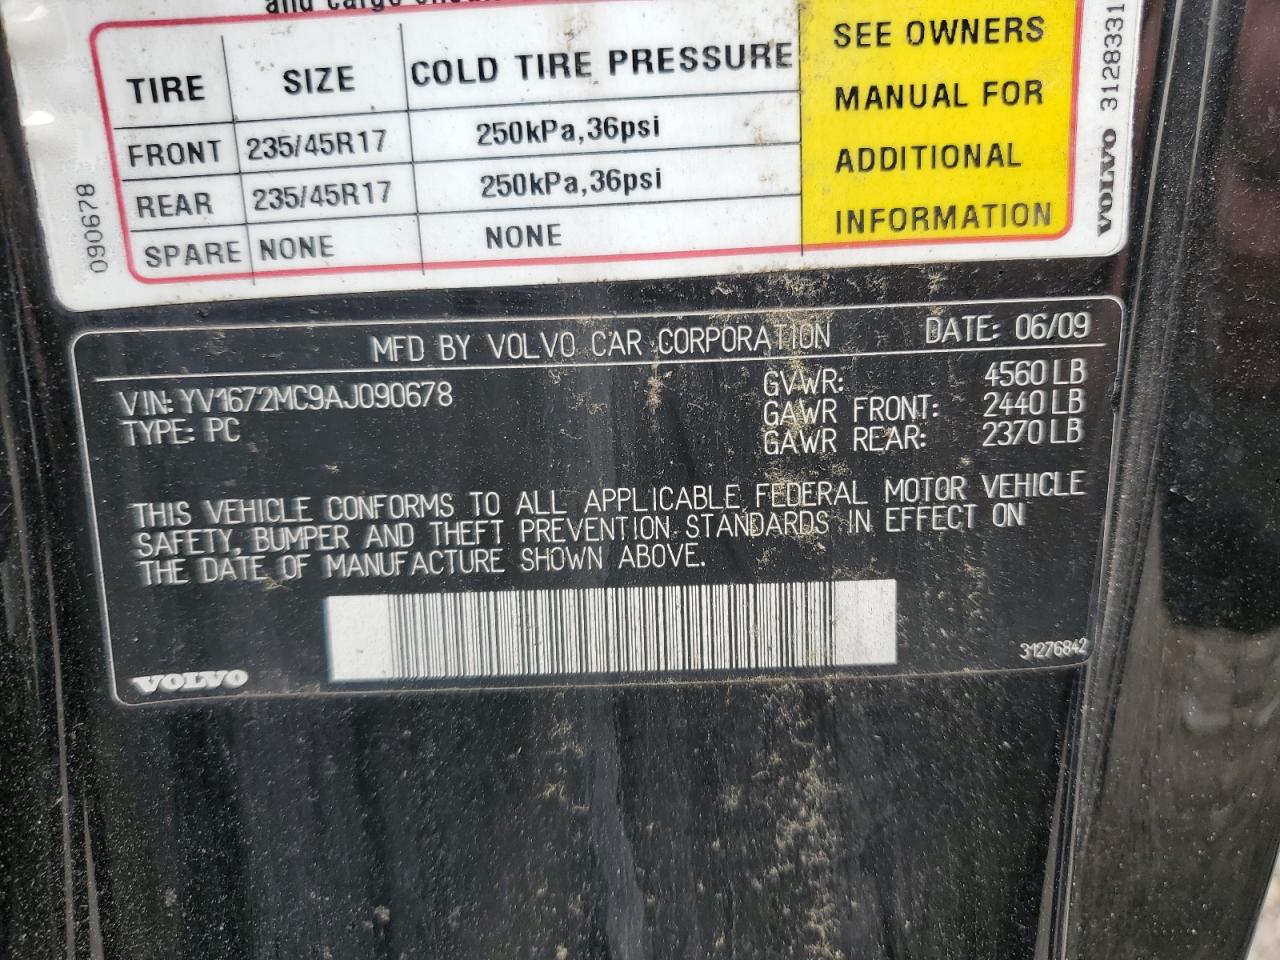 and cargo
TIRE SIZE COLD TIRE PRESSURE
FRONT 235/45R17 250kPa,36psi
REAR 235/45R17 250kPa,36psi
SPARE NONE NONE
SEE OWNERS
MANUAL FOR
ADDITIONAL
INFORMATION
090678
VOLVO 31283331
MFD BY VOLVO CAR CORPORATION DATE: 06/09
VIN: YV1672MC9AJ090678 GVWR: 4560 LB
TYPE: PC GAWR FRONT: 2440 LB
GAWR REAR: 2370 LB
THIS VEHICLE CONFORMS TO ALL APPLICABLE FEDERAL MOTOR VEHICLE
SAFETY, BUMPER AND THEFT PREVENTION STANDARDS IN EFFECT ON
THE DATE OF MANUFACTURE SHOWN ABOVE.
VOLVO 31276842